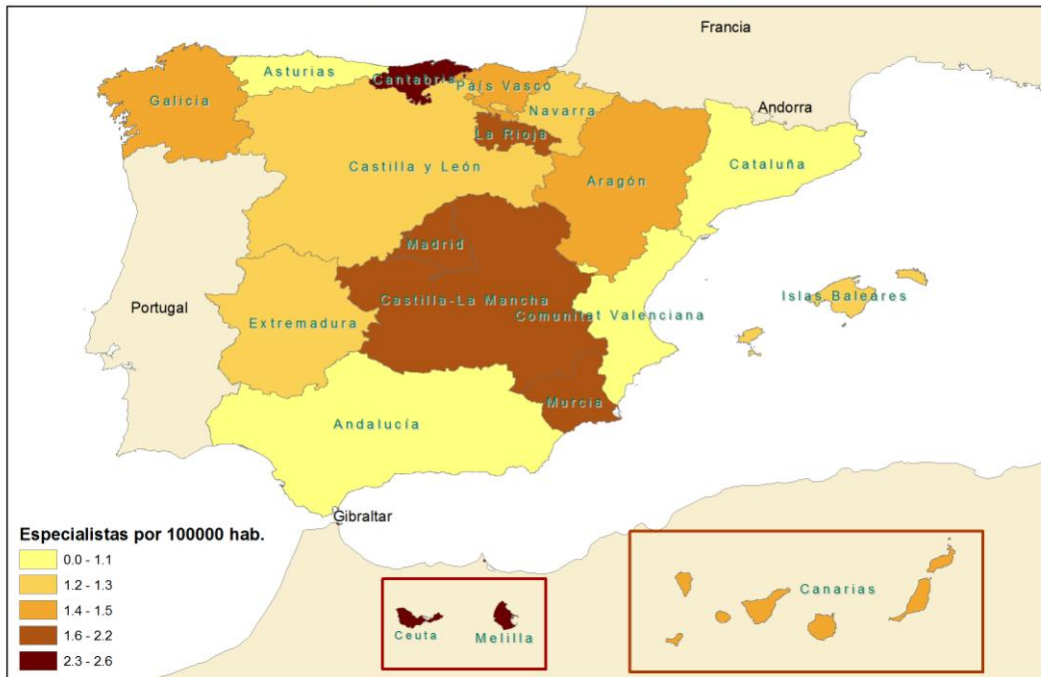 Francia
Asturias
Cantabria
País Vasco
Galicia
Navarra
Andorra
La Rioja
Castilla y León
Cataluña
Aragón
Madrid
Islas Baleares
Castilla-La Mancha
Portugal
Comunitat Valenciana
Extremadura
Murcia
Andalucía
Gibraltar
Especialistas por 100000 hab.
0.0 - 1.1
1.2 - 1.3
1.4 - 1.5
1.6 - 2.2
2.3 - 2.6
Ceuta
Melilla
Canarias